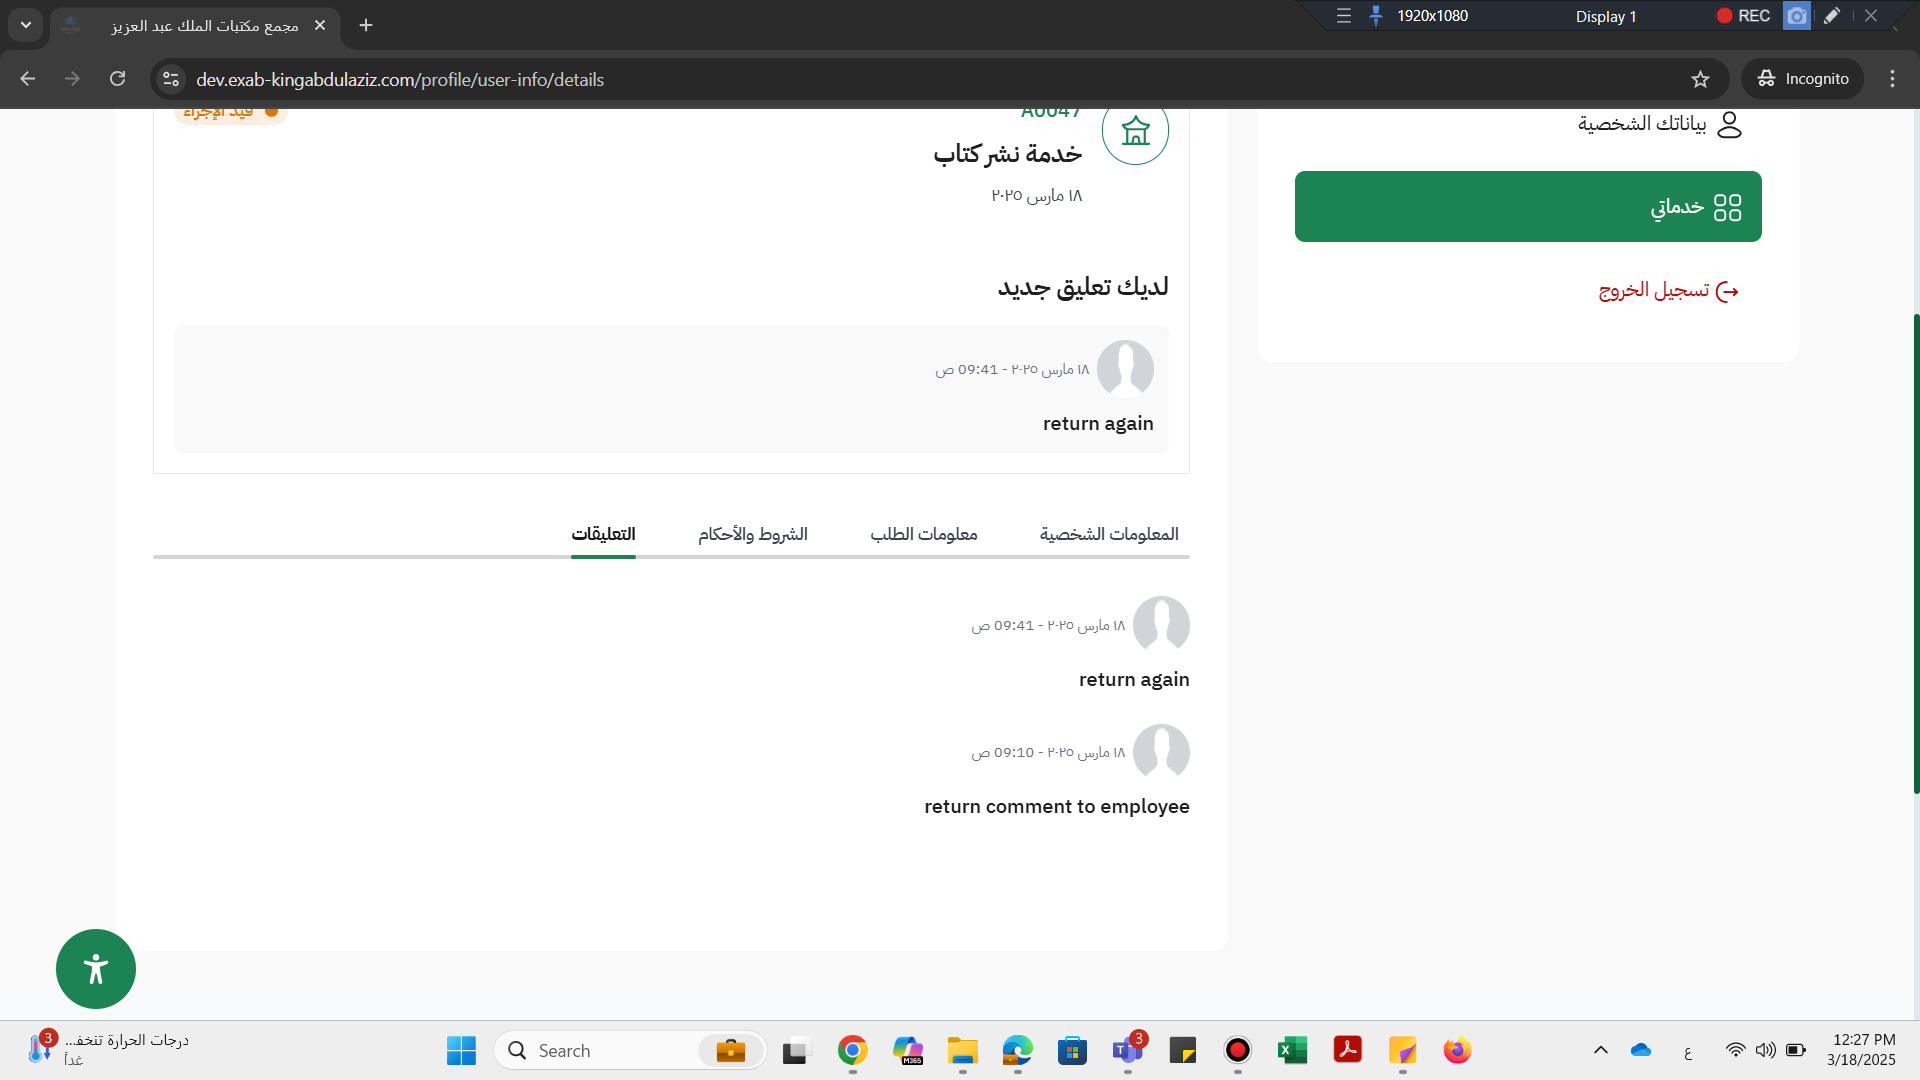 مجمع مكتبات الملك عبد العزيز
1920x1080
Display 1
REC
dev.exab-kingabdulaziz.com/profile/user-info/details
Incognito
بياناتك الشخصية
خدماتي
تسجيل الخروج
A0047
قيد الإجراء
خدمة نشر كتاب
١٨ مارس ٢٠٢٥
لديك تعليق جديد
١٨ مارس ٢٠٢٥ - 09:41 ص
return again
المعلومات الشخصية
معلومات الطلب
الشروط والأحكام
التعليقات
١٨ مارس ٢٠٢٥ - 09:41 ص
return again
١٨ مارس ٢٠٢٥ - 09:10 ص
return comment to employee
3
درجات الحرارة تنخفـ...
غداً
Search
M365
3
ع
12:27 PM
3/18/2025